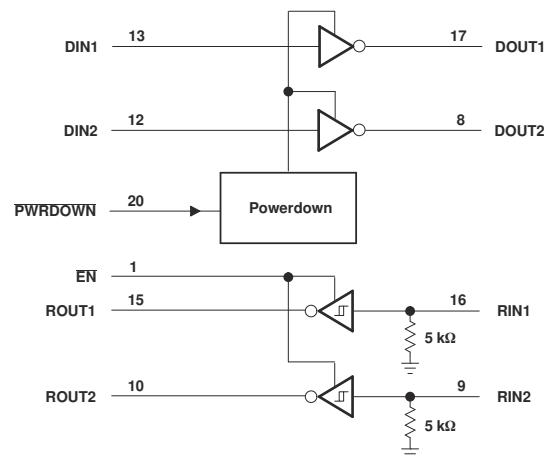 DIN1 13 17 DOUT1
DIN2 12 8 DOUT2
PWRDOWN 20 Powerdown
EN 1
ROUT1 15 16 RIN1
5 kΩ
ROUT2 10 9 RIN2
5 kΩ